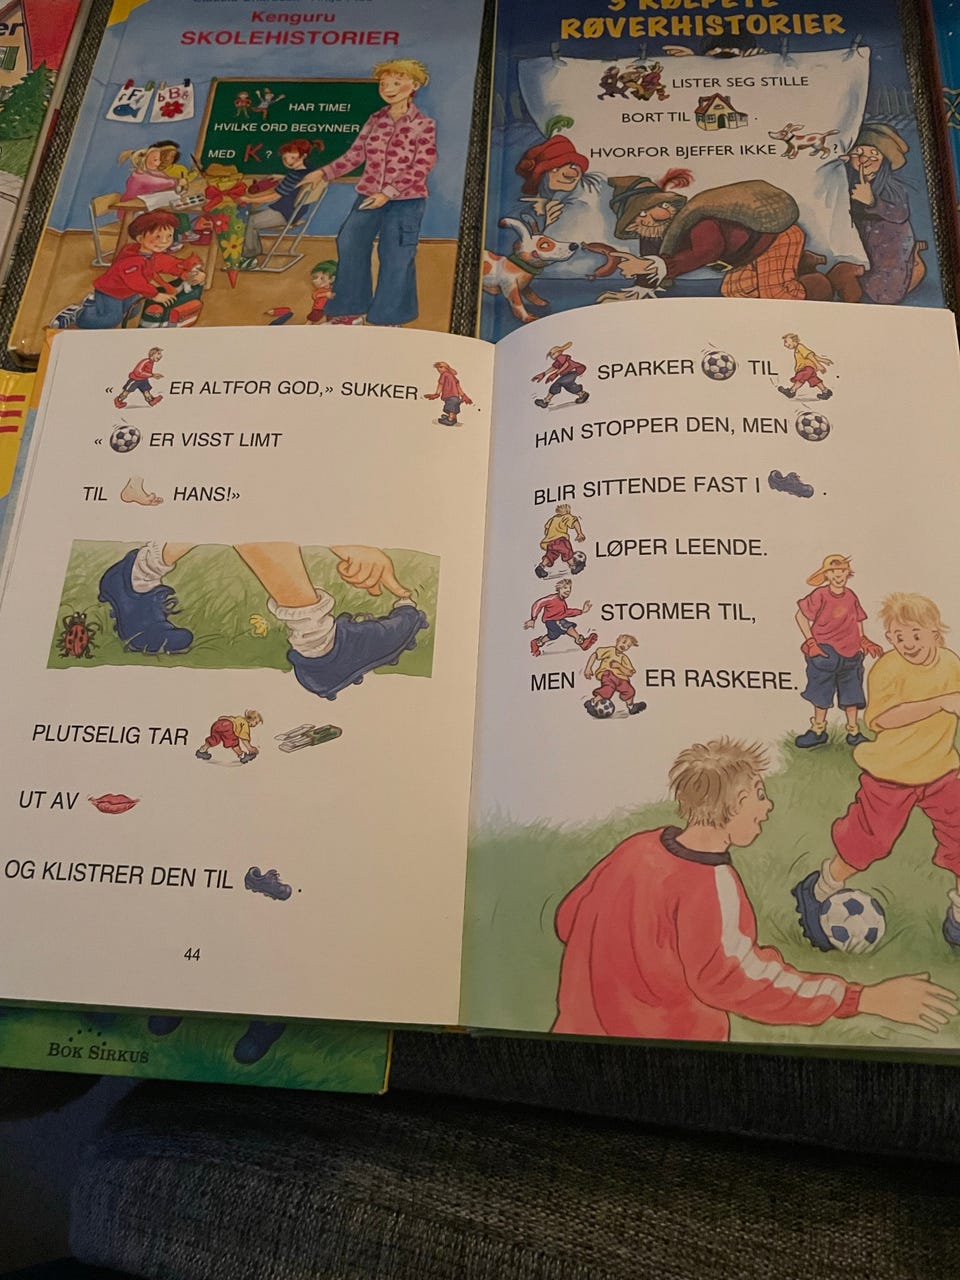 Kenguru
SKOLEHISTORIER
fF
bB8
HAR TIME!
HVILKE ORD BEGYNNER
MED K?
RØVERHISTORIER
LISTER SEG STILLE
BORT TIL .
HVORFOR BJEFFER IKKE ?
« ER ALTFOR GOD,» SUKKER .
« ER VISST LIMT
TIL HANS!»
PLUTSELIG TAR
UT AV
OG KLISTRER DEN TIL .
44
SPARKER TIL .
HAN STOPPER DEN, MEN
BLIR SITTENDE FAST I .
LØPER LEENDE.
STORMER TIL,
MEN ER RASKERE.
BOK SIRKUS